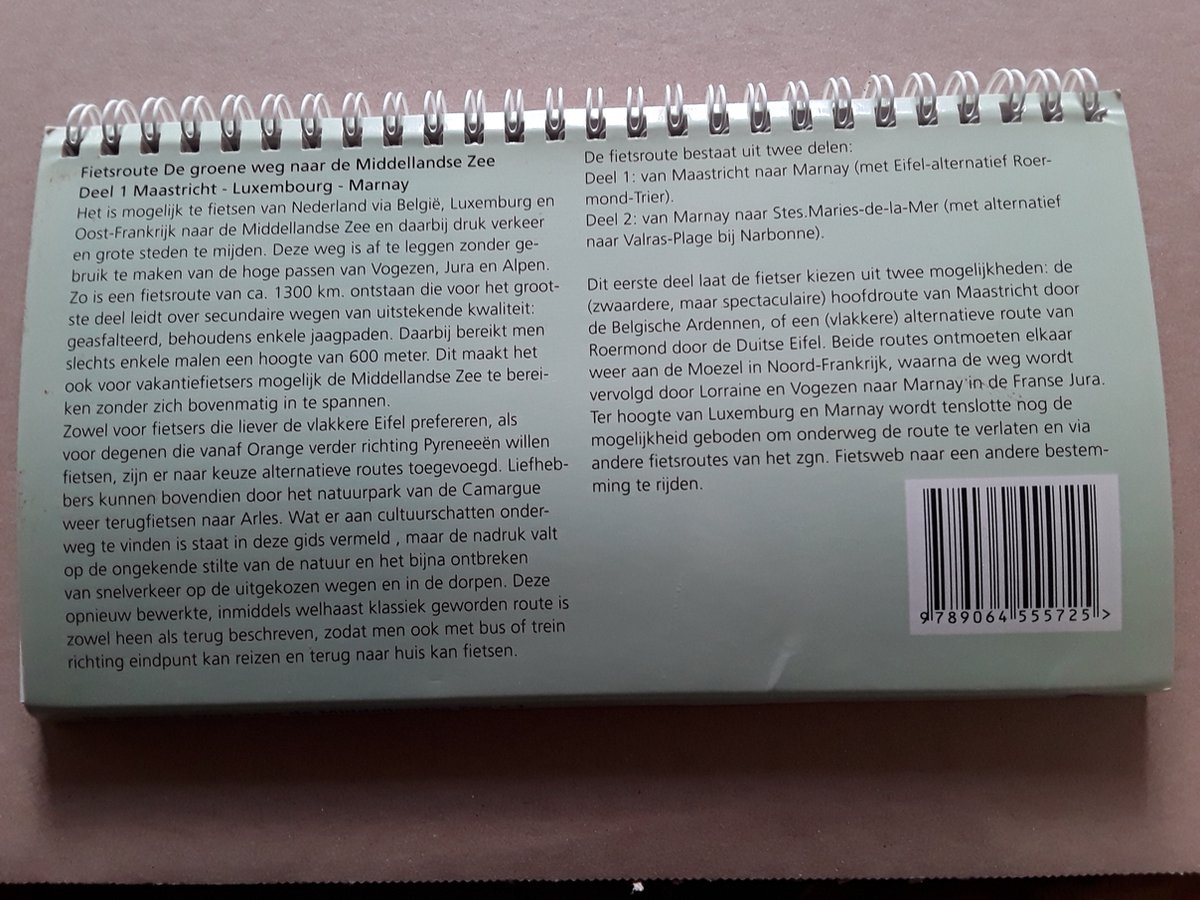 Fietsroute De groene weg naar de Middellandse Zee
Deel 1 Maastricht - Luxembourg - Marnay
Het is mogelijk te fietsen van Nederland via België, Luxemburg en
Oost-Frankrijk naar de Middellandse Zee en daarbij druk verkeer
en grote steden te mijden. Deze weg is af te leggen zonder ge-
bruik te maken van de hoge passen van Vogezen, Jura en Alpen.
Zo is een fietsroute van ca. 1300 km. ontstaan die voor het groot-
ste deel leidt over secundaire wegen van uitstekende kwaliteit:
geasfalteerd, behoudens enkele jaagpaden. Daarbij bereikt men
slechts enkele malen een hoogte van 600 meter. Dit maakt het
ook voor vakantiefietsers mogelijk de Middellandse Zee te berei-
ken zonder zich bovenmatig in te spannen.
Zowel voor fietsers die liever de vlakkere Eifel prefereren, als
voor degenen die vanaf Orange verder richting Pyreneeën willen
fietsen, zijn er naar keuze alternatieve routes toegevoegd. Liefheb-
bers kunnen bovendien door het natuurpark van de Camargue
weer terugfietsen naar Arles. Wat er aan cultuurschatten onder-
weg te vinden is staat in deze gids vermeld , maar de nadruk valt
op de ongekende stilte van de natuur en het bijna ontbreken
van snelverkeer op de uitgekozen wegen en in de dorpen. Deze
opnieuw bewerkte, inmiddels welhaast klassiek geworden route is
zowel heen als terug beschreven, zodat men ook met bus of trein
richting eindpunt kan reizen en terug naar huis kan fietsen.
De fietsroute bestaat uit twee delen:
Deel 1: van Maastricht naar Marnay (met Eifel-alternatief Roer-
mond-Trier).
Deel 2: van Marnay naar Stes.Maries-de-la-Mer (met alternatief
naar Valras-Plage bij Narbonne).
Dit eerste deel laat de fietser kiezen uit twee mogelijkheden: de
(zwaardere, maar spectaculaire) hoofdroute van Maastricht door
de Belgische Ardennen, of een (vlakkere) alternatieve route van
Roermond door de Duitse Eifel. Beide routes ontmoeten elkaar
weer aan de Moezel in Noord-Frankrijk, waarna de weg wordt
vervolgd door Lorraine en Vogezen naar Marnay in de Franse Jura.
Ter hoogte van Luxemburg en Marnay wordt tenslotte nog de
mogelijkheid geboden om onderweg de route te verlaten en via
andere fietsroutes van het zgn. Fietsweb naar een andere bestem-
ming te rijden.
9 789064 555725 >